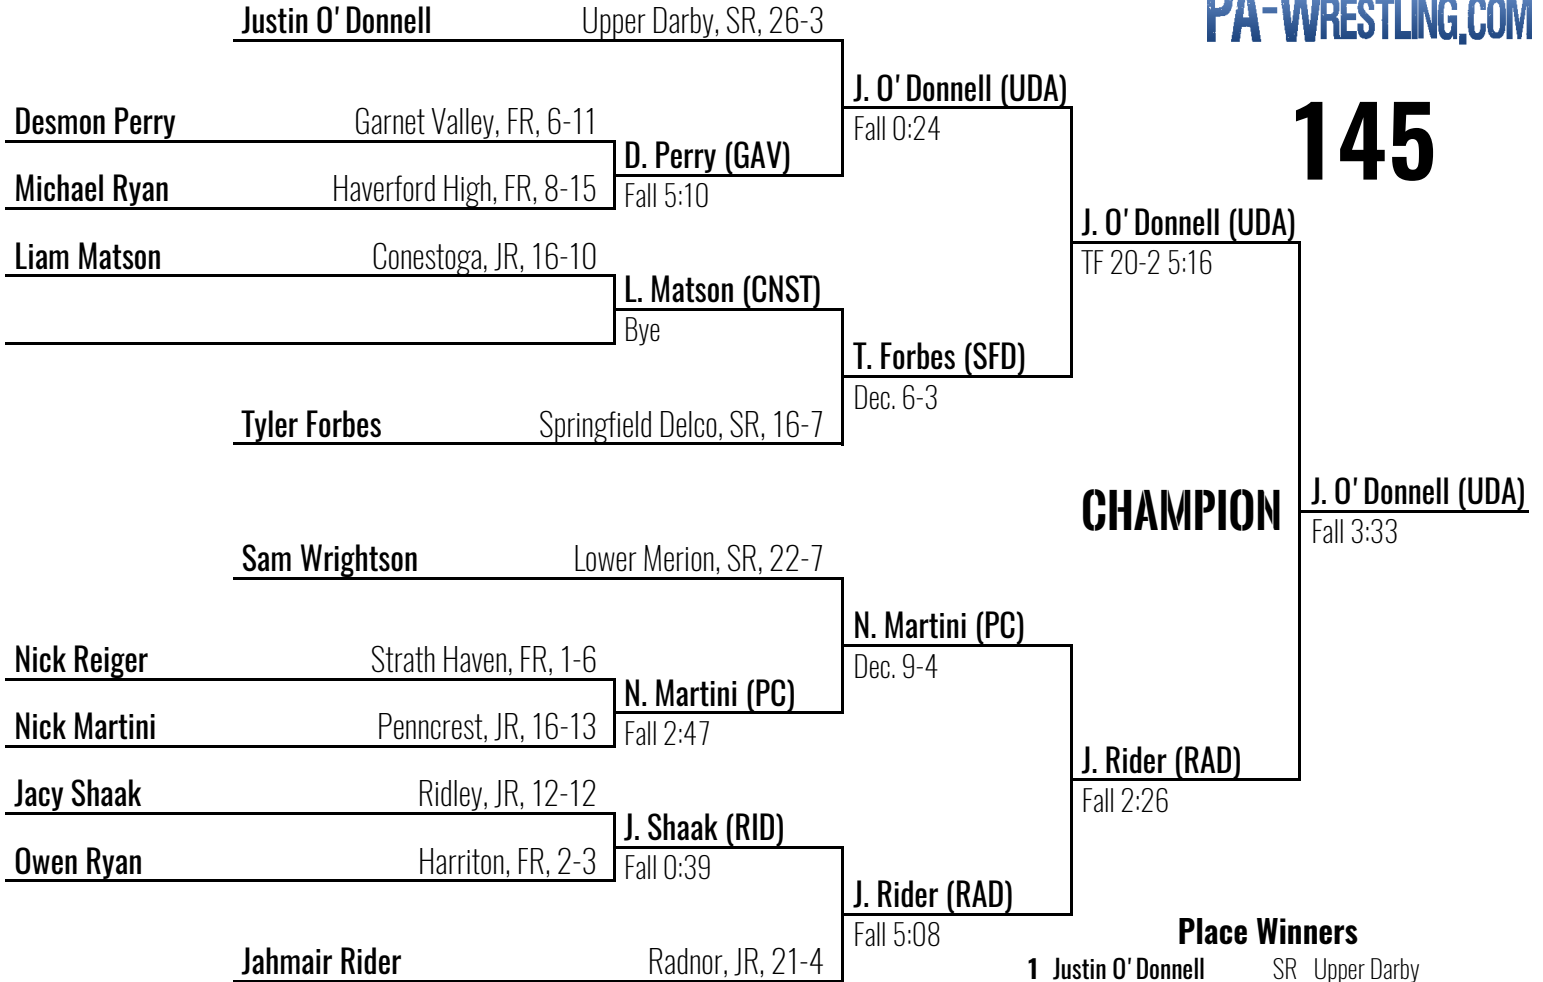 Justin O'Donnell Upper Darby, SR, 26-3
PA-WRESTLING.COM
J. O'Donnell (UDA)
Fall 0:24
145
Desmon Perry Garnet Valley, FR, 6-11
D. Perry (GAV)
Fall 5:10
Michael Ryan Haverford High, FR, 8-15
J. O'Donnell (UDA)
TF 20-2 5:16
Liam Matson Conestoga, JR, 16-10
L. Matson (CNST)
Bye
T. Forbes (SFD)
Dec. 6-3
Tyler Forbes Springfield Delco, SR, 16-7
CHAMPION
J. O'Donnell (UDA)
Fall 3:33
Sam Wrightson Lower Merion, SR, 22-7
N. Martini (PC)
Dec. 9-4
Nick Reiger Strath Haven, FR, 1-6
N. Martini (PC)
Fall 2:47
Nick Martini Penncrest, JR, 16-13
J. Rider (RAD)
Fall 2:26
Jacy Shaak Ridley, JR, 12-12
J. Shaak (RID)
Fall 0:39
Owen Ryan Harriton, FR, 2-3
J. Rider (RAD)
Fall 5:08
Jahmair Rider Radnor, JR, 21-4
Place Winners
1 Justin O'Donnell SR Upper Darby